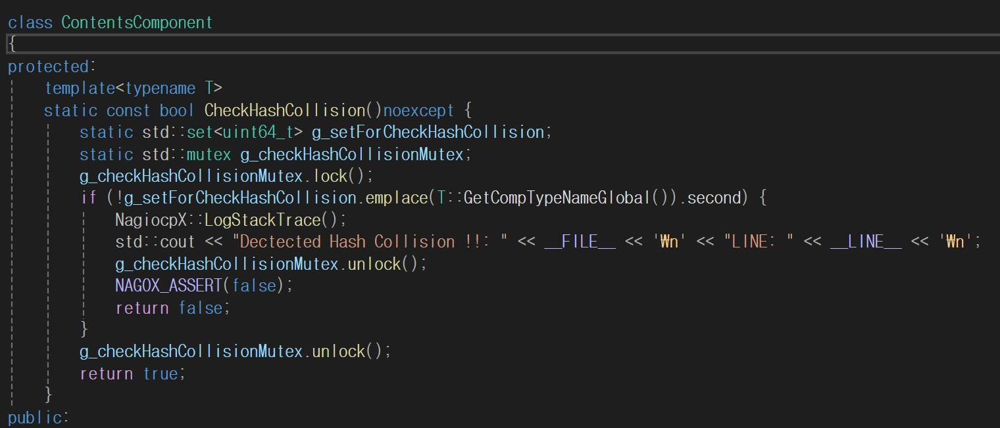 class ContentsComponent
{
protected:
template<typename T>
static const bool CheckHashCollision()noexcept {
static std::set<uint64_t> g_setForCheckHashCollision;
static std::mutex g_checkHashCollisionMutex;
g_checkHashCollisionMutex.lock();
if (!g_setForCheckHashCollision.emplace(T::GetCompTypeNameGlobal()).second) {
NagiocpX::LogStackTrace();
std::cout << "Dectected Hash Collision !!: " << __FILE__ << '₩n' << "LINE: " << __LINE__ << '₩n';
g_checkHashCollisionMutex.unlock();
NAGOX_ASSERT(false);
return false;
}
g_checkHashCollisionMutex.unlock();
return true;
}
public: